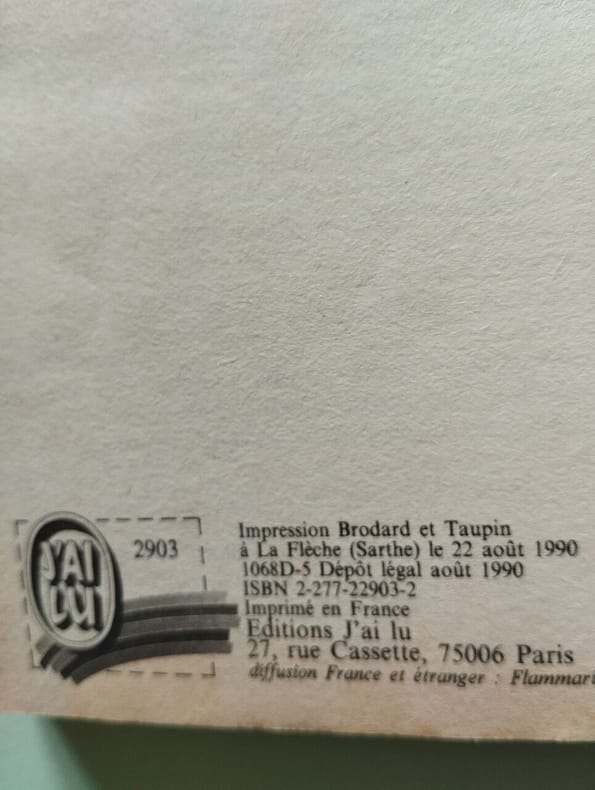 J'AI
LU
2903
Impression Brodard et Taupin
à La Flèche (Sarthe) le 22 août 1990
1068D-5 Dépôt légal août 1990
ISBN 2-277-22903-2
Imprimé en France
Editions J'ai lu
27, rue Cassette, 75006 Paris
diffusion France et étranger : Flammari